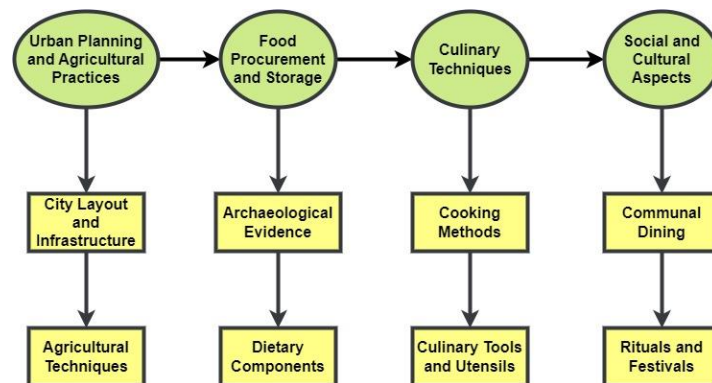 Urban Planning
and Agricultural
Practices
Food
Procurement
and Storage
Culinary
Techniques
Social and
Cultural
Aspects
City Layout
and
Infrastructure
Archaeological
Evidence
Cooking
Methods
Communal
Dining
Agricultural
Techniques
Dietary
Components
Culinary Tools
and Utensils
Rituals and
Festivals